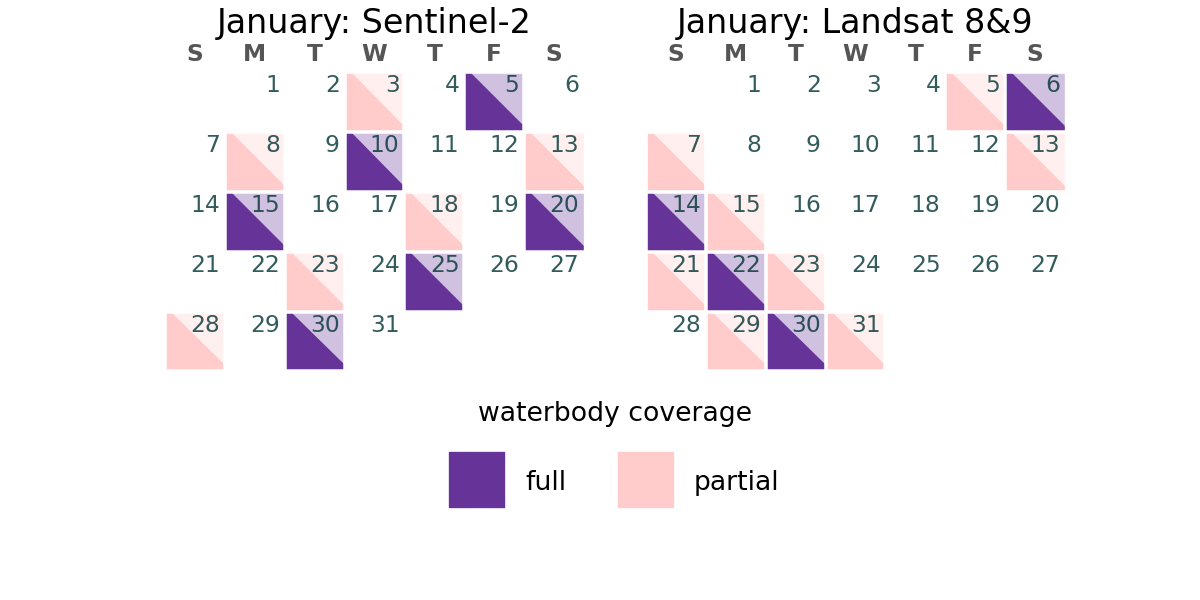 January: Sentinel-2
S M T W T F S
1 2 3 4 5 6
7 8 9 10 11 12 13
14 15 16 17 18 19 20
21 22 23 24 25 26 27
28 29 30 31
January: Landsat 8&9
S M T W T F S
1 2 3 4 5 6
7 8 9 10 11 12 13
14 15 16 17 18 19 20
21 22 23 24 25 26 27
28 29 30 31
waterbody coverage
full partial